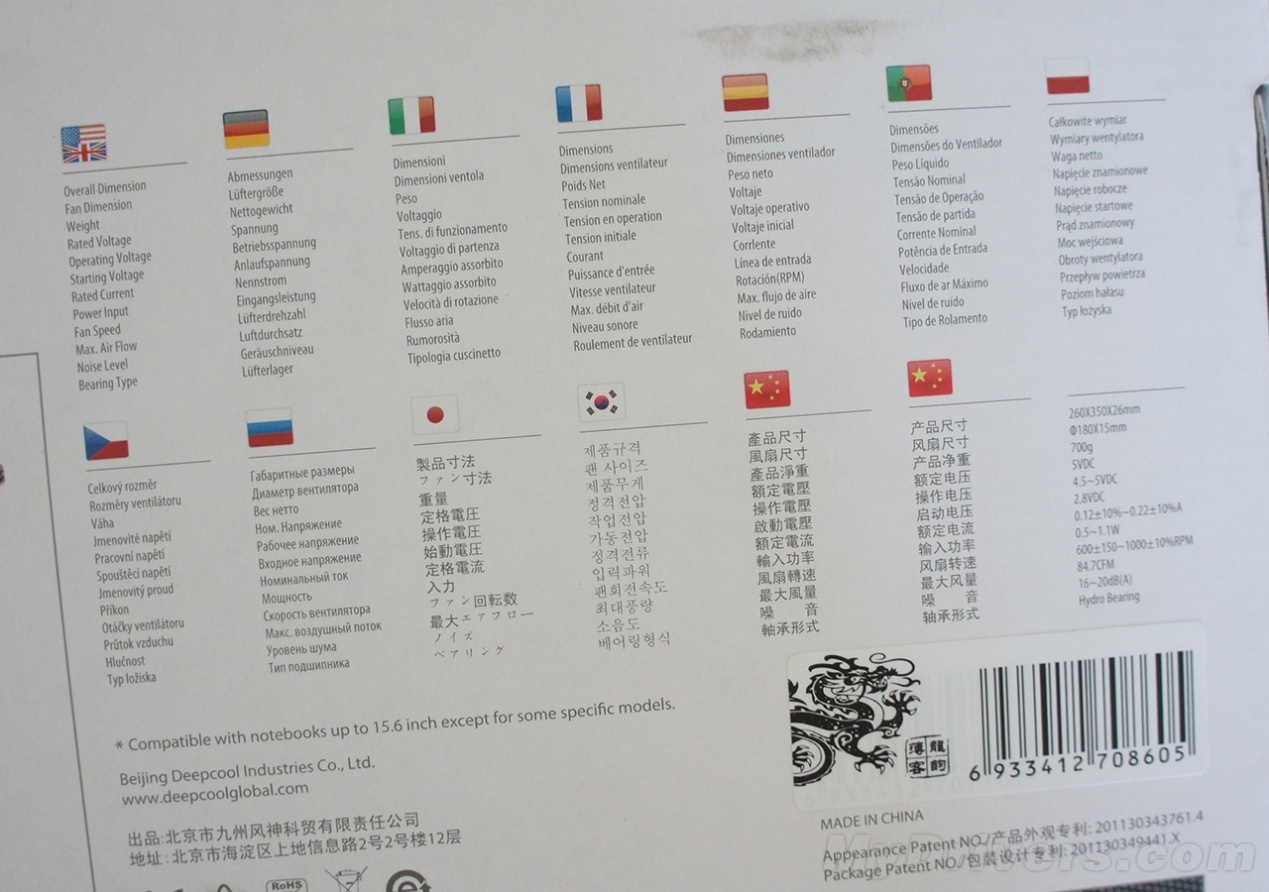 Overall Dimension
Fan Dimension
Weight
Rated Voltage
Operating Voltage
Starting Voltage
Rated Current
Power Input
Fan Speed
Max. Air Flow
Noise Level
Bearing Type
Abmessungen
Lüftergröße
Nettogewicht
Spannung
Betriebsspannung
Anlaufspannung
Nennstrom
Eingangsleistung
Lüfterdrehzahl
Luftdurchsatz
Geräuschniveau
Lüfterlager
Dimensioni
Dimensioni ventola
Peso
Voltaggio
Tens. di funzionamento
Voltaggio di partenza
Amperaggio assorbito
Wattaggio assorbito
Velocità di rotazione
Flusso aria
Rumorosità
Tipologia cuscinetto
Dimensions
Dimensions ventilateur
Poids Net
Tension nominale
Tension en operation
Tension initiale
Courant
Puissance d'entrée
Vitesse ventilateur
Max. débit d'air
Niveau sonore
Roulement de ventilateur
Dimensiones
Dimensiones ventilador
Peso neto
Voltaje
Voltaje operativo
Voltaje inicial
Corriente
Línea de entrada
Rotación(RPM)
Max. flujo de aire
Nivel de ruido
Rodamiento
Dimensões
Dimensões do Ventilador
Peso Líquido
Tensão Nominal
Tensão de Operação
Tensão de partida
Corrente Nominal
Potência de Entrada
Velocidade
Fluxo de ar Máximo
Nivel de ruído
Tipo de Rolamento
Całkowite wymiar
Wymiary wentylatora
Waga netto
Napięcie znamionowe
Napięcie robocze
Napięcie startowe
Prąd znamionowy
Moc wejściowa
Obroty wentylatora
Przepływ powietrza
Poziom hałasu
Typ łożyska
Celkový rozměr
Rozměry ventilátoru
Váha
Jmenovité napětí
Pracovní napětí
Spouštěcí napětí
Jmenovitý proud
Příkon
Otáčky ventilátoru
Průtok vzduchu
Hlučnost
Typ ložiska
Габаритные размеры
Диаметр вентилятора
Вес нетто
Ном. Напряжение
Рабочее напряжение
Входное напряжение
Номинальный ток
Мощность
Скорость вентилятора
Макс. воздушный поток
Уровень шума
Тип подшипника
製品寸法
ファン寸法
重量
定格電圧
操作電圧
始動電圧
定格電流
入力
ファン回転数
最大エアフロー
ノイズ
ベアリング
제품규격
팬 사이즈
제품무게
정격전압
작업전압
가동전압
정격전류
입력파워
팬회전속도
최대풍량
소음도
베어링형식
產品尺寸
風扇尺寸
產品淨重
額定電壓
操作電壓
啟動電壓
額定電流
輸入功率
風扇轉速
最大風量
噪 音
軸承形式
产品尺寸
风扇尺寸
产品净重
额定电压
操作电压
启动电压
额定电流
输入功率
风扇转速
最大风量
噪 音
轴承形式
260X350X26mm
Φ180X15mm
700g
5VDC
4.5~5VDC
2.8VDC
0.12±10%~0.22±10%A
0.5~1.1W
600±150~1000±10%RPM
84.7CFM
16~20dB(A)
Hydro Bearing
* Compatible with notebooks up to 15.6 inch except for some specific models.
Beijing Deepcool Industries Co., Ltd.
www.deepcoolglobal.com
出品:北京市九州风神科贸有限责任公司
地址: 北京市海淀区上地信息路2号2号楼12层
RoHS
6 933412 708605
MADE IN CHINA
Appearance Patent NO./产品外观专利: 201130343761.4
Package Patent NO./包装设计专利: 201130349441.X
MyDrivers.com